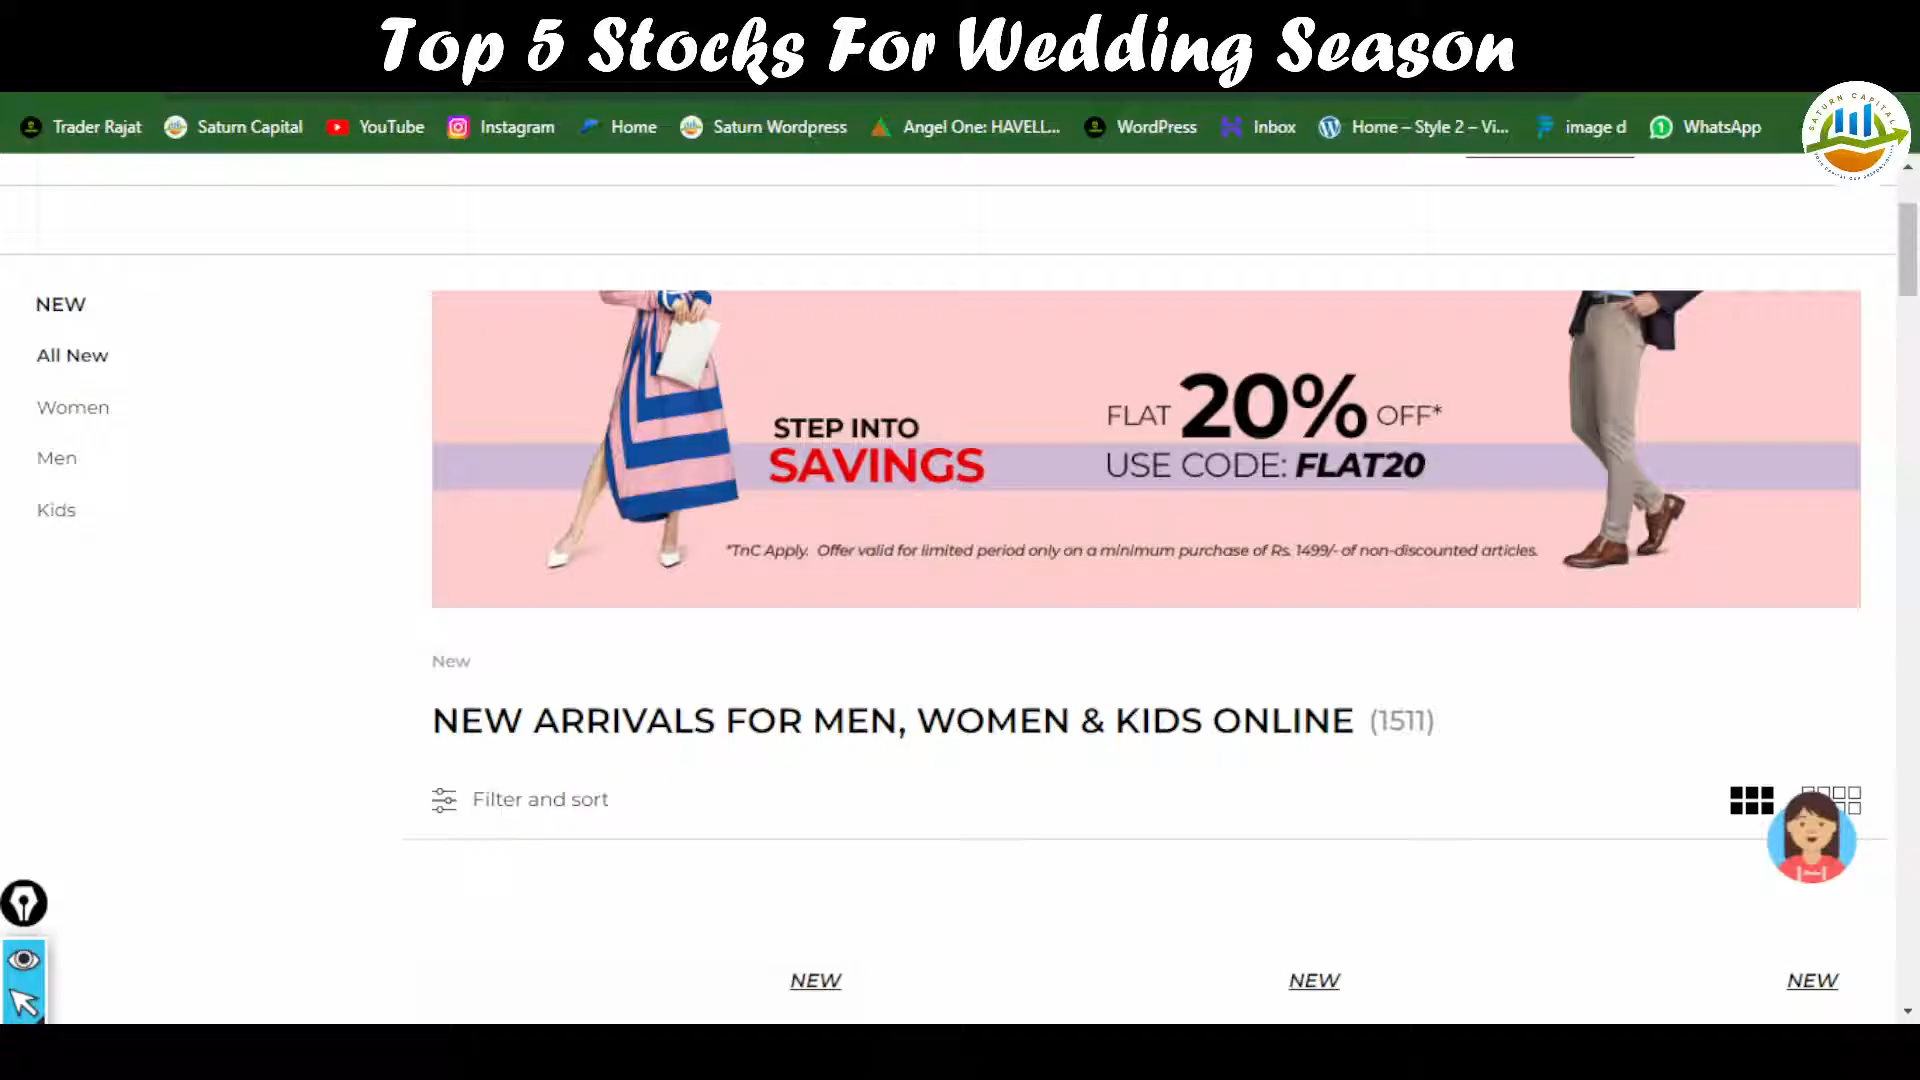 Top 5 Stocks For Wedding Season
Trader Rajat Saturn Capital YouTube Instagram Home Saturn Wordpress Angel One: HAVELL... WordPress Inbox Home – Style 2 – Vi... image d WhatsApp
SATURN CAPITAL
NEW
All New
Women
Men
Kids
STEP INTO
SAVINGS
FLAT 20% OFF*
USE CODE: FLAT20
*TnC Apply. Offer valid for limited period only on a minimum purchase of Rs. 1499/- of non-discounted articles.
New
NEW ARRIVALS FOR MEN, WOMEN & KIDS ONLINE (1511)
Filter and sort
NEW NEW NEW